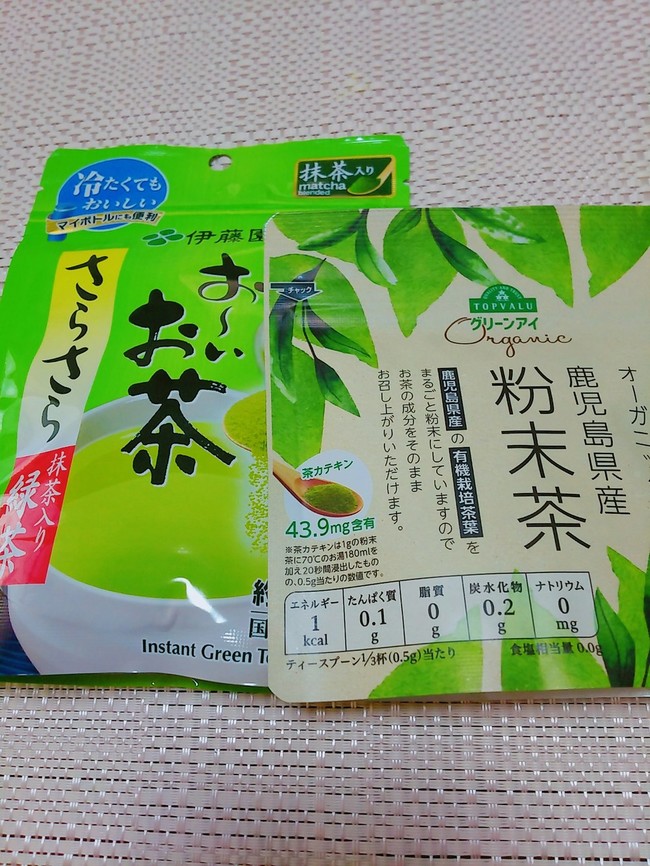 冷たくても
おいしい
マイボトルにも便利
抹茶入り
matcha
blended
伊藤園
お〜いお茶
さらさら
抹茶入り
緑茶
Instant Green
チャック
TOPVALU
グリーンアイ
Organic
鹿児島県産
粉末茶
鹿児島県産の有機栽培茶葉を
まるごと粉末にしていますので
お茶の成分をそのまま
お召し上がりいただけます。
茶カテキン
43.9mg含有
※茶カテキンは1gの粉末
茶に70℃のお湯180mlを
加え20秒間浸出したもの
の、0.5g当たりの数値です。
エネルギー 1 kcal
たんぱく質 0.1 g
脂質 0 g
炭水化物 0.2 g
ナトリウム 0 mg
ティースプーン1/3杯(0.5g)当たり
食塩相当量 0.0g